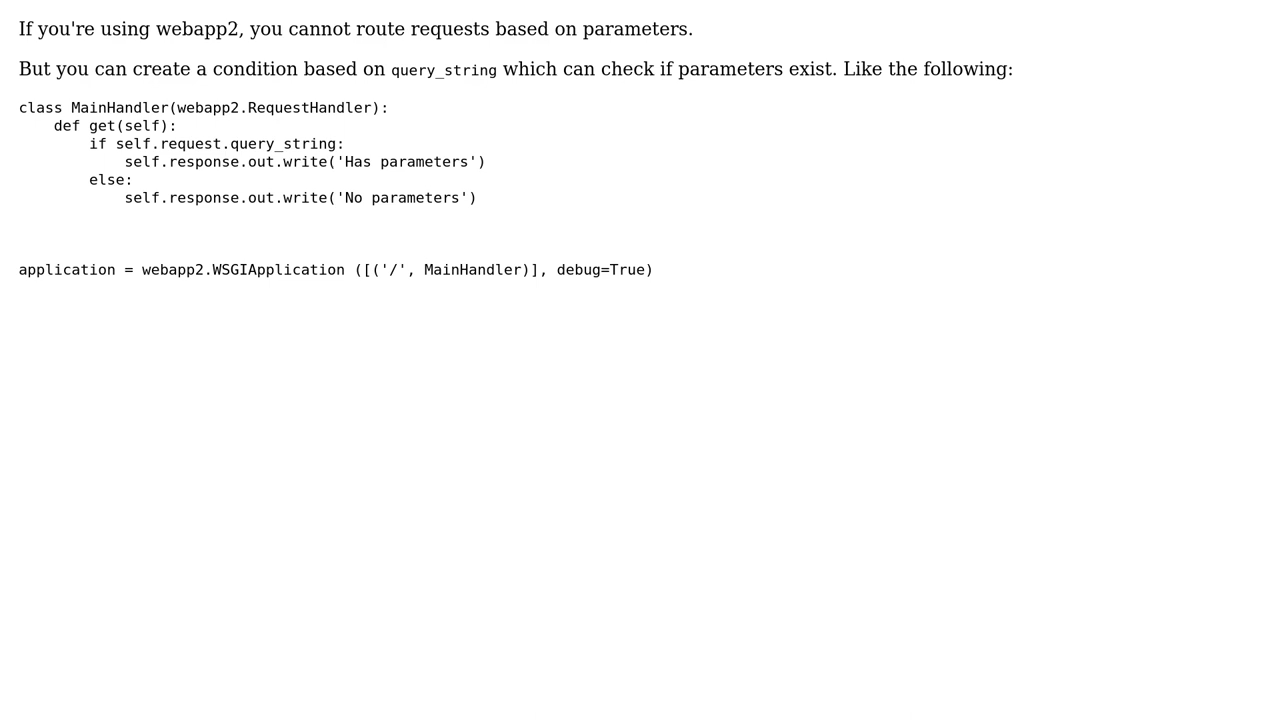 If you're using webapp2, you cannot route requests based on parameters.
But you can create a condition based on query_string which can check if parameters exist. Like the following:
class MainHandler(webapp2.RequestHandler):
    def get(self):
        if self.request.query_string:
            self.response.out.write('Has parameters')
        else:
            self.response.out.write('No parameters')
application = webapp2.WSGIApplication ([('/', MainHandler)], debug=True)